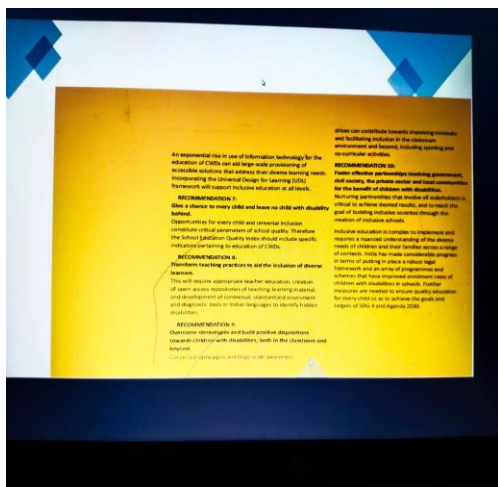 An exponential rise in use of information technology for the
education of CWDs can aid large-scale provisioning of
accessible solutions that address their diverse learning needs.
Incorporating the Universal Design for Learning (UDL)
framework will support inclusive education at all levels.
RECOMMENDATION 7:
Give a chance to every child and leave no child with disability
behind.
Opportunities for every child and universal inclusion
constitute critical parameters of school quality. Therefore
the School Education Quality Index should include specific
indicators pertaining to education of CWDs.
RECOMMENDATION 8:
Transform teaching practices to aid the inclusion of diverse
learners.
This will require appropriate teacher education, creation
of open access repositories of teaching learning material,
and development of contextual, standardized assessment
and diagnostic tools in Indian languages to identify hidden
disabilities.
RECOMMENDATION 9:
Overcome stereotypes and build positive dispositions
towards children with disabilities, both in the classroom and
beyond.
Concerted campaigns and large-scale awareness
drives can contribute towards improving mindsets
and facilitating inclusion in the classroom
environment and beyond, including sporting and
co-curricular activities.
RECOMMENDATION 10:
Foster effective partnerships involving government,
civil society, the private sector and local communities
for the benefit of children with disabilities.
Nurturing partnerships that involve all stakeholders is
critical to achieve desired results, and to reach the
goal of building inclusive societies through the
creation of inclusive schools.
Inclusive education is complex to implement and
requires a nuanced understanding of the diverse
needs of children and their families across a range
of contexts. India has made considerable progress
in terms of putting in place a robust legal
framework and an array of programmes and
schemes that have improved enrolment rates of
children with disabilities in schools. Further
measures are needed to ensure quality education
for every child so as to achieve the goals and
targets of SDG 4 and Agenda 2030.